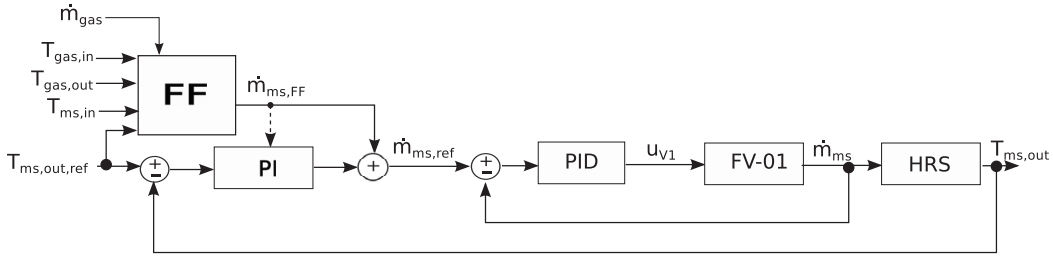 ṁgas
Tgas,in
Tgas,out
Tms,in
FF
ṁms,FF
Tms,out,ref
+
-
PI
+
ṁms,ref
+
-
PID
uV1
FV-01
ṁms
HRS
Tms,out